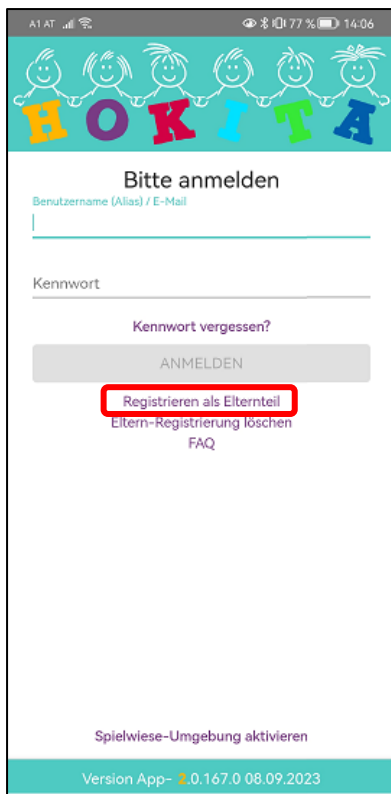 A1 AT 77 % 14:06
HOKITA
Bitte anmelden
Benutzername (Alias) / E-Mail
Kennwort
Kennwort vergessen?
ANMELDEN
Registrieren als Elternteil
Eltern-Registrierung löschen
FAQ
Spielwiese-Umgebung aktivieren
Version App- 2.0.167.0 08.09.2023